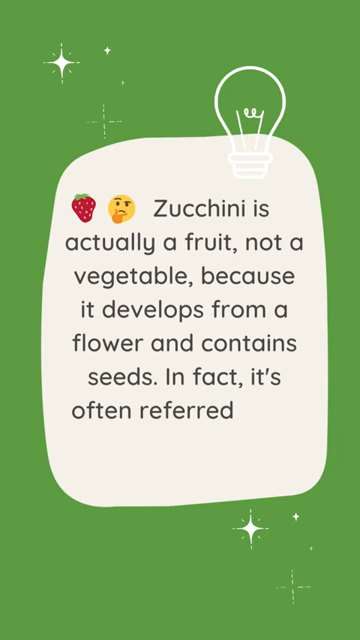 🍓 🤔 Zucchini is
actually a fruit, not a
vegetable, because
it develops from a
flower and contains
seeds. In fact, it's
often referred